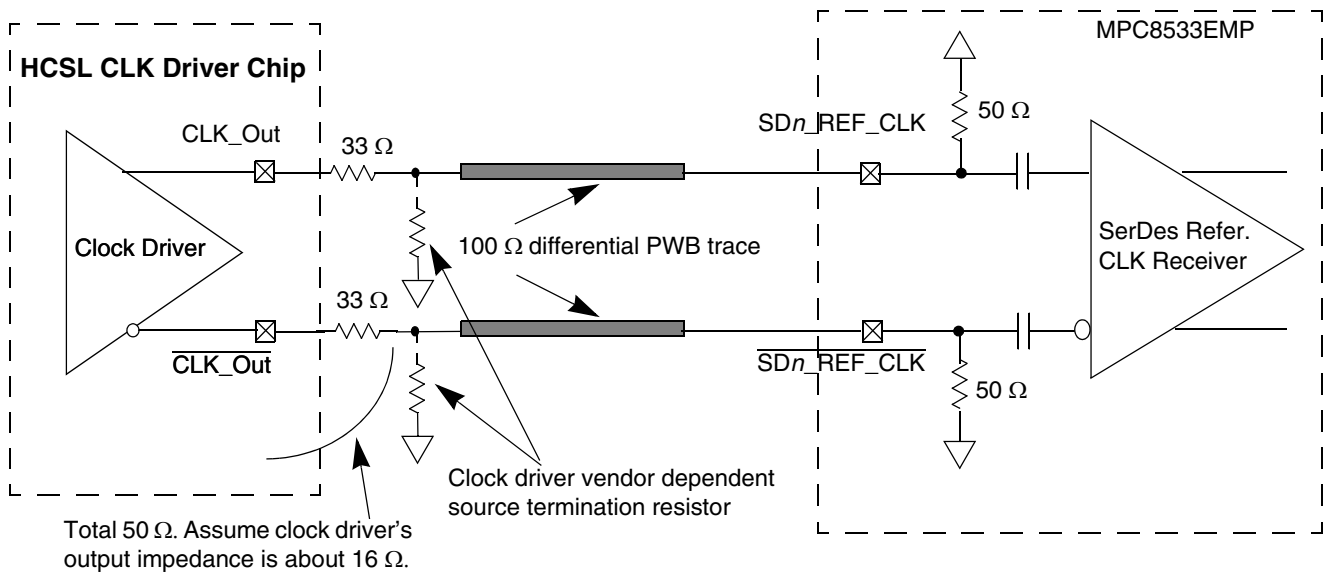 MPC8533EMP
HCSL CLK Driver Chip
50 Ω
CLK_Out
SDn_REF_CLK
33 Ω
Clock Driver
100 Ω differential PWB trace
SerDes Refer.
CLK Receiver
33 Ω
CLK_Out
SDn_REF_CLK
50 Ω
Clock driver vendor dependent
source termination resistor
Total 50 Ω. Assume clock driver's
output impedance is about 16 Ω.